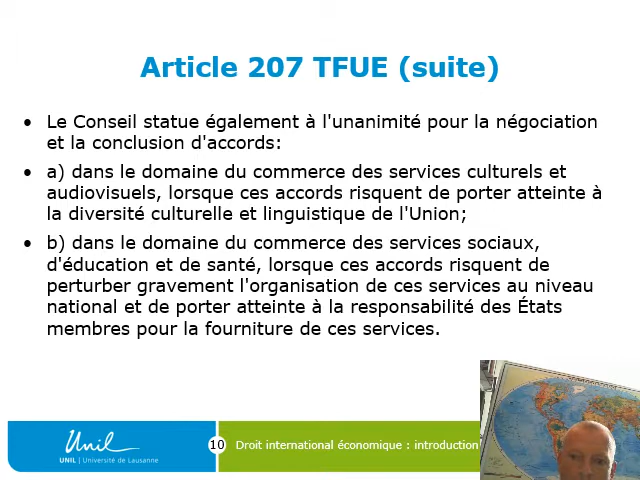 Article 207 TFUE (suite)
• Le Conseil statue également à l'unanimité pour la négociation
et la conclusion d'accords:
• a) dans le domaine du commerce des services culturels et
audiovisuels, lorsque ces accords risquent de porter atteinte à
la diversité culturelle et linguistique de l'Union;
• b) dans le domaine du commerce des services sociaux,
d'éducation et de santé, lorsque ces accords risquent de
perturber gravement l'organisation de ces services au niveau
national et de porter atteinte à la responsabilité des États
membres pour la fourniture de ces services.
Unil
UNIL | Université de Lausanne
10
Droit international économique : introduction